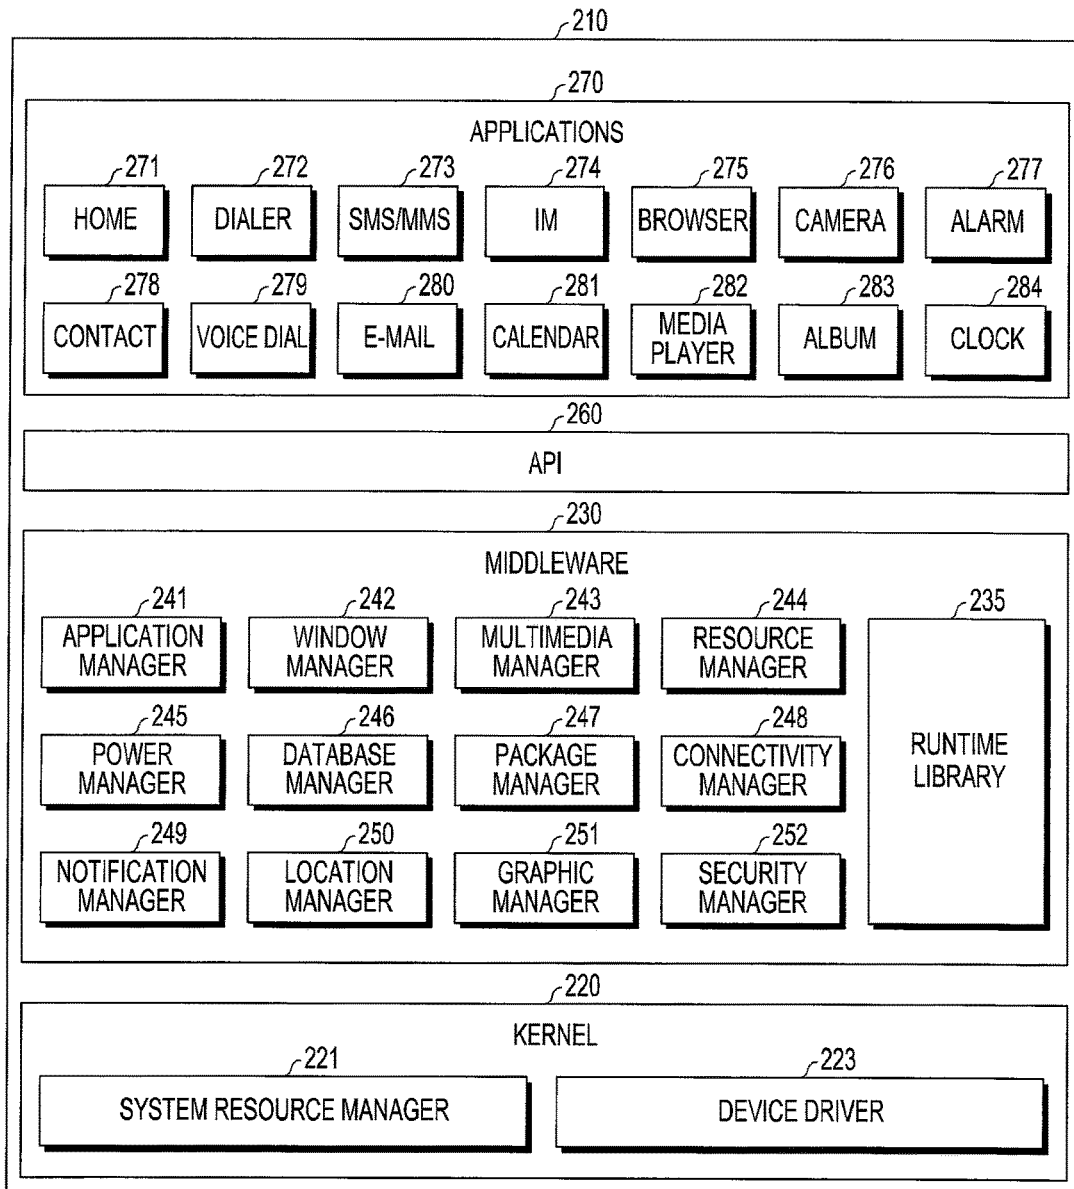 210
270
APPLICATIONS
271 272 273 274 275 276 277
HOME DIALER SMS/MMS IM BROWSER CAMERA ALARM
278 279 280 281 282 283 284
CONTACT VOICE DIAL E-MAIL CALENDAR MEDIA PLAYER ALBUM CLOCK
260
API
230
MIDDLEWARE
241 242 243 244 235
APPLICATION MANAGER WINDOW MANAGER MULTIMEDIA MANAGER RESOURCE MANAGER
245 246 247 248
POWER MANAGER DATABASE MANAGER PACKAGE MANAGER CONNECTIVITY MANAGER RUNTIME LIBRARY
249 250 251 252
NOTIFICATION MANAGER LOCATION MANAGER GRAPHIC MANAGER SECURITY MANAGER
220
KERNEL
221 223
SYSTEM RESOURCE MANAGER DEVICE DRIVER